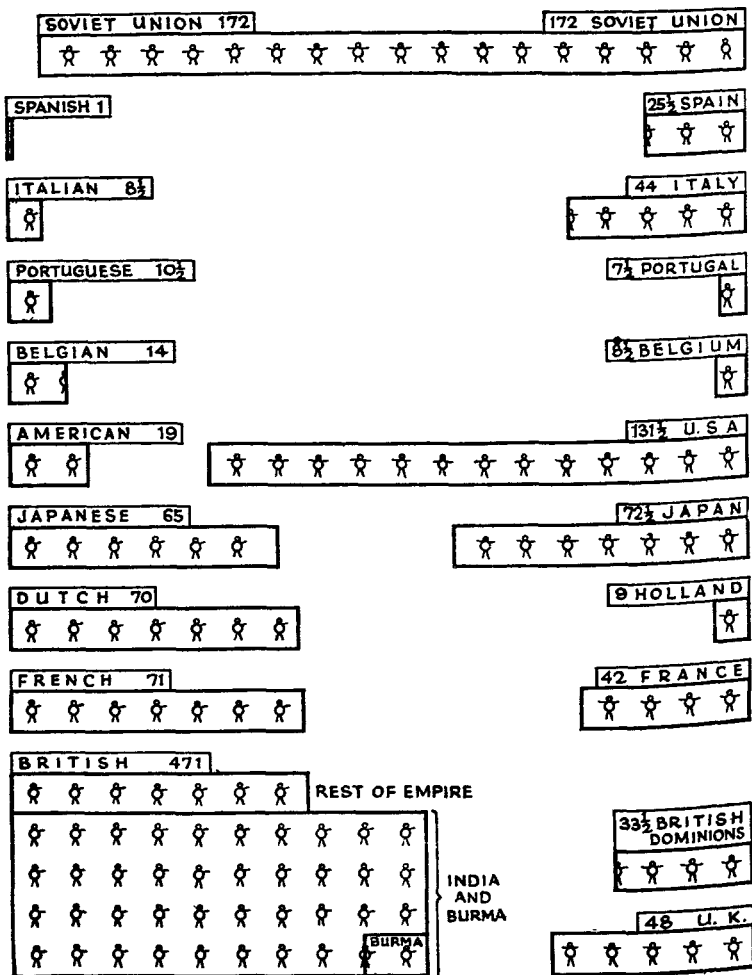 SOVIET UNION 172
172 SOVIET UNION
SPANISH 1
25½ SPAIN
ITALIAN 8½
44 ITALY
PORTUGUESE 10½
7½ PORTUGAL
BELGIAN 14
8½ BELGIUM
AMERICAN 19
131½ U.S.A
JAPANESE 65
72½ JAPAN
DUTCH 70
9 HOLLAND
FRENCH 71
42 FRANCE
BRITISH 471
REST OF EMPIRE
33½ BRITISH
DOMINIONS
INDIA
AND
BURMA
BURMA
48 U.K.